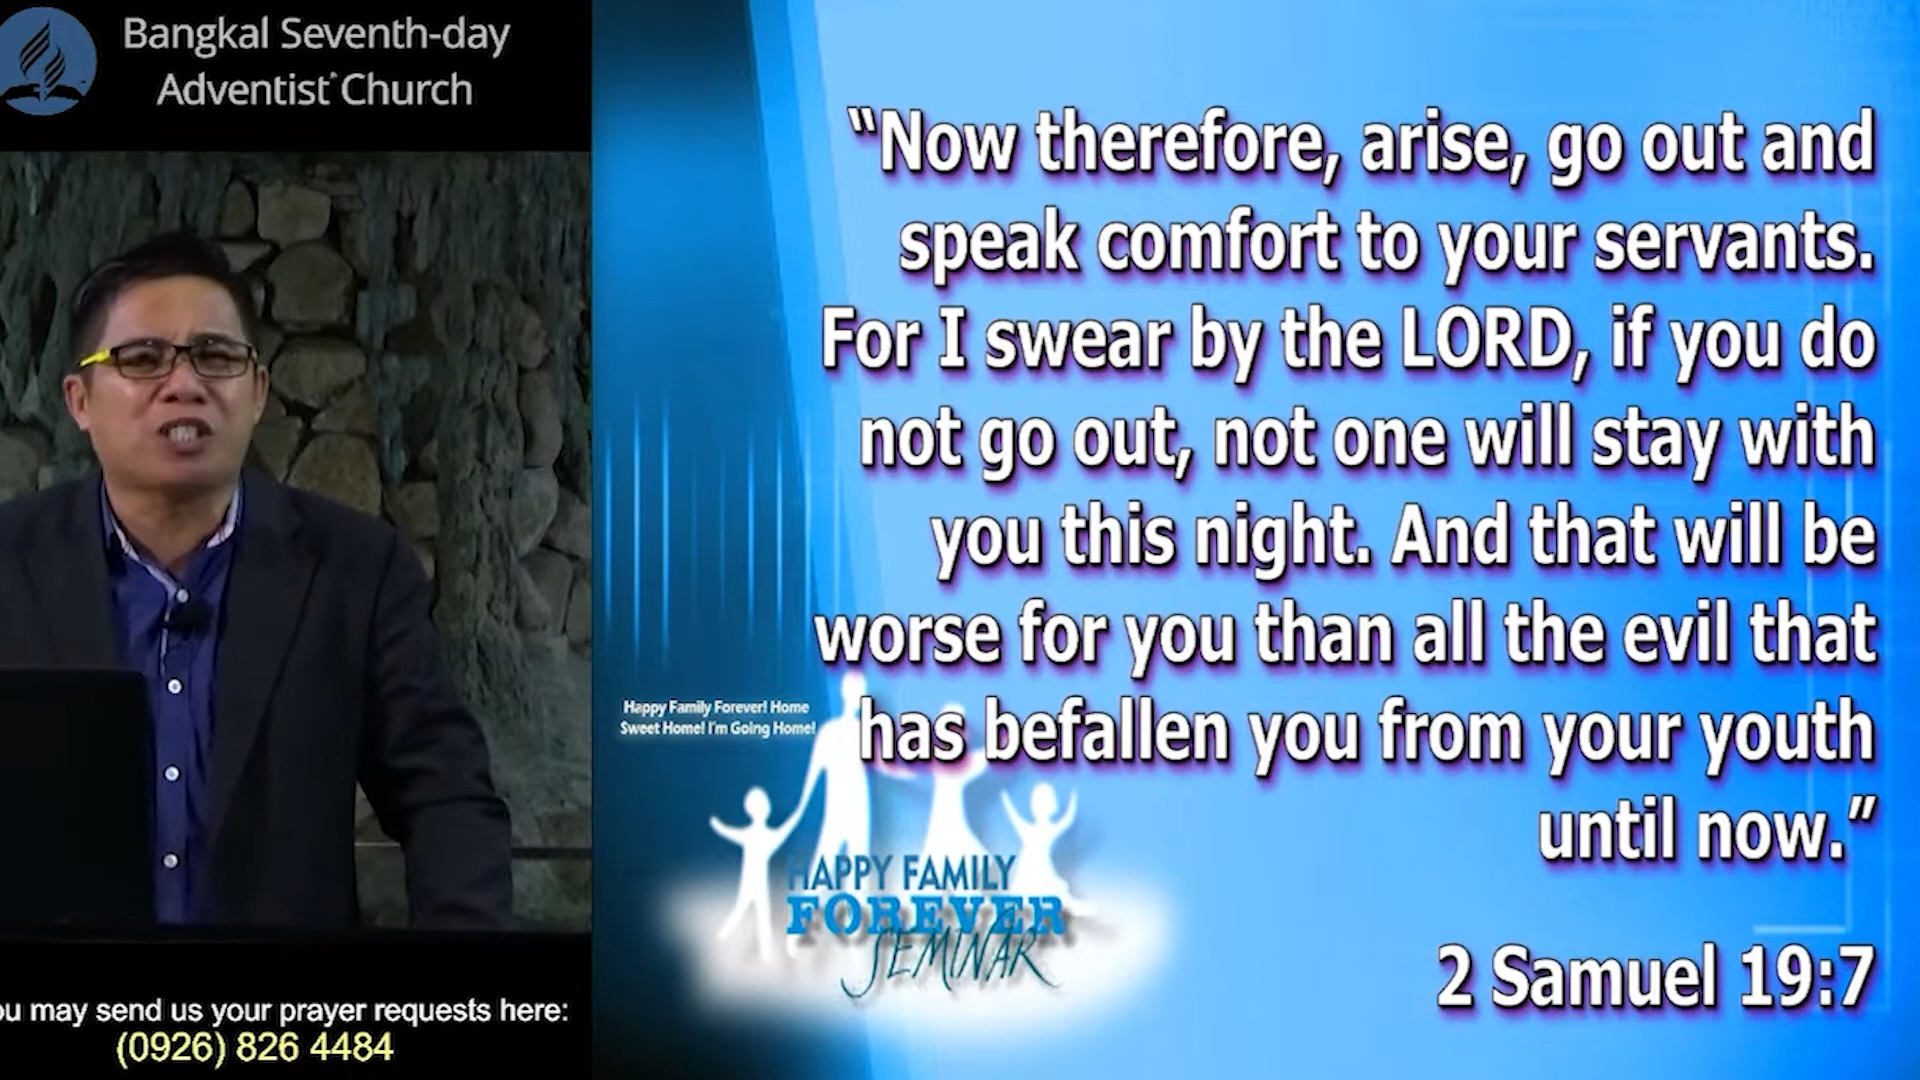 Bangkal Seventh-day
Adventist Church
“Now therefore, arise, go out and
speak comfort to your servants.
For I swear by the LORD, if you do
not go out, not one will stay with
you this night. And that will be
worse for you than all the evil that
has befallen you from your youth
until now.”
2 Samuel 19:7
Happy Family Forever! Home
Sweet Home! I'm Going Home!
HAPPY FAMILY
FOREVER
SEMINAR
may send us your prayer requests here:
(0926) 826 4484